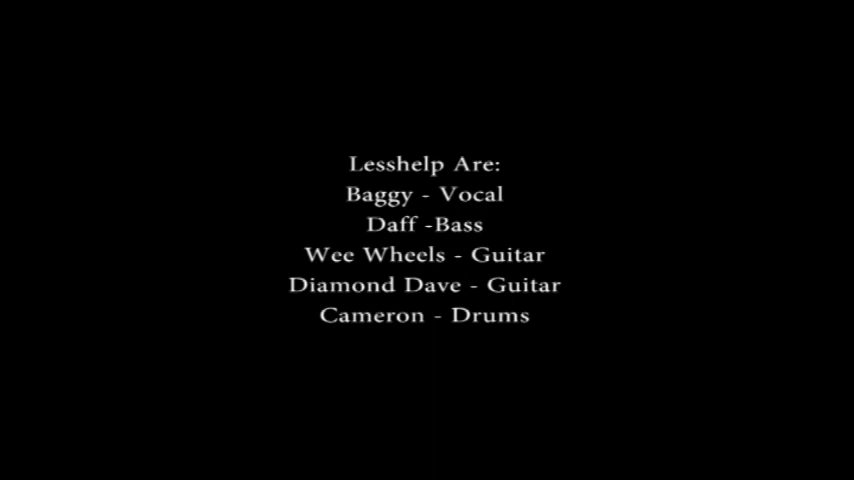 Lesshelp Are:
Baggy - Vocal
Daff -Bass
Wee Wheels - Guitar
Diamond Dave - Guitar
Cameron - Drums